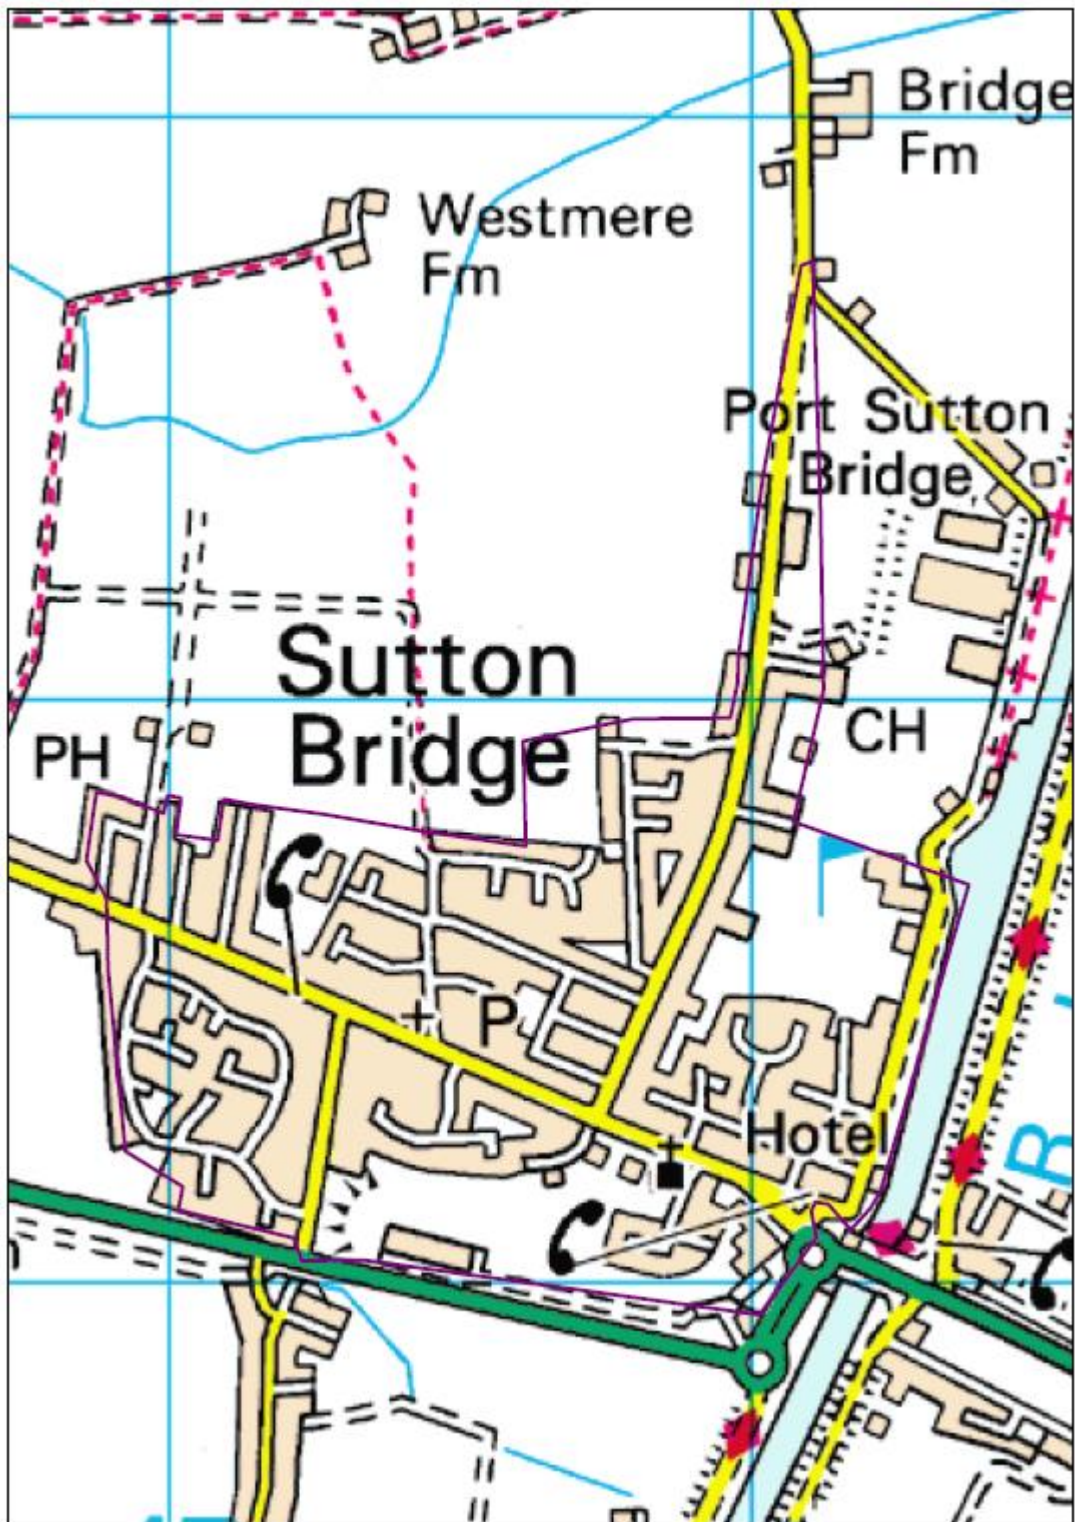 Bridge
Fm
Westmere
Fm
Port Sutton
Bridge
Sutton
Bridge
PH
CH
P
Hotel
B